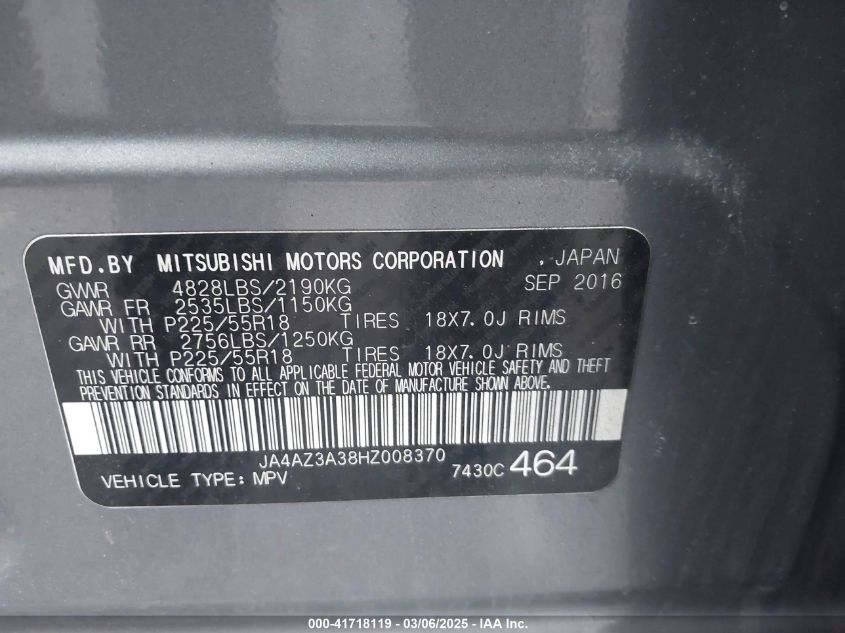 MFD.BY MITSUBISHI MOTORS CORPORATION , JAPAN
GVWR 4828LBS/2190KG SEP 2016
GAWR FR 2535LBS/1150KG
WITH P225/55R18 TIRES 18X7.0J RIMS
GAWR RR 2756LBS/1250KG
WITH P225/55R18 TIRES 18X7.0J RIMS
THIS VEHICLE CONFORMS TO ALL APPLICABLE FEDERAL MOTOR VEHICLE SAFETY AND THEFT
PREVENTION STANDARDS IN EFFECT ON THE DATE OF MANUFACTURE SHOWN ABOVE.
JA4AZ3A38HZ008370
VEHICLE TYPE: MPV 7430C 464
000-41718119 - 03/06/2025 - IAA Inc.